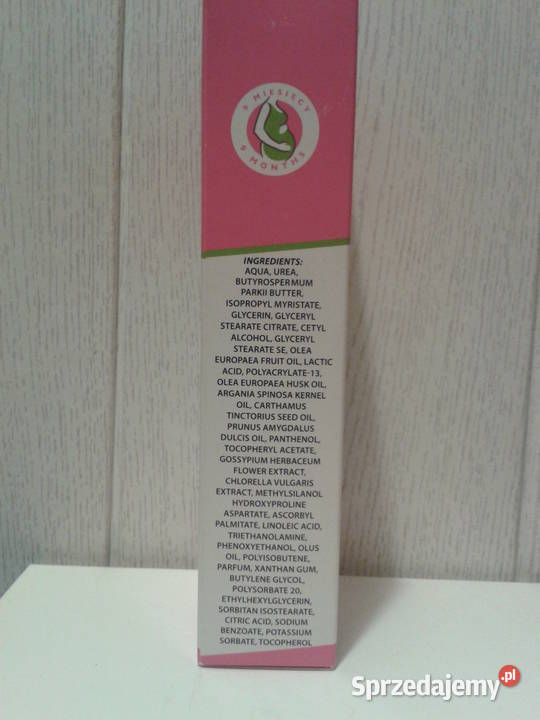 9 MIESIĘCY
9 MONTHS
INGREDIENTS:
AQUA, UREA,
BUTYROSPERMUM
PARKII BUTTER,
ISOPROPYL MYRISTATE,
GLYCERIN, GLYCERYL
STEARATE CITRATE, CETYL
ALCOHOL, GLYCERYL
STEARATE SE, OLEA
EUROPAEA FRUIT OIL, LACTIC
ACID, POLYACRYLATE-13,
OLEA EUROPAEA HUSK OIL,
ARGANIA SPINOSA KERNEL
OIL, CARTHAMUS
TINCTORIUS SEED OIL,
PRUNUS AMYGDALUS
DULCIS OIL, PANTHENOL,
TOCOPHERYL ACETATE,
GOSSYPIUM HERBACEUM
FLOWER EXTRACT,
CHLORELLA VULGARIS
EXTRACT, METHYLSILANOL
HYDROXYPROLINE
ASPARTATE, ASCORBYL
PALMITATE, LINOLEIC ACID,
TRIETHANOLAMINE,
PHENOXYETHANOL, OLUS
OIL, POLYISOBUTENE,
PARFUM, XANTHAN GUM,
BUTYLENE GLYCOL,
POLYSORBATE 20,
ETHYLHEXYLGLYCERIN,
SORBITAN ISOSTEARATE,
CITRIC ACID, SODIUM
BENZOATE, POTASSIUM
SORBATE, TOCOPHEROL
Sprzedajemy.pl